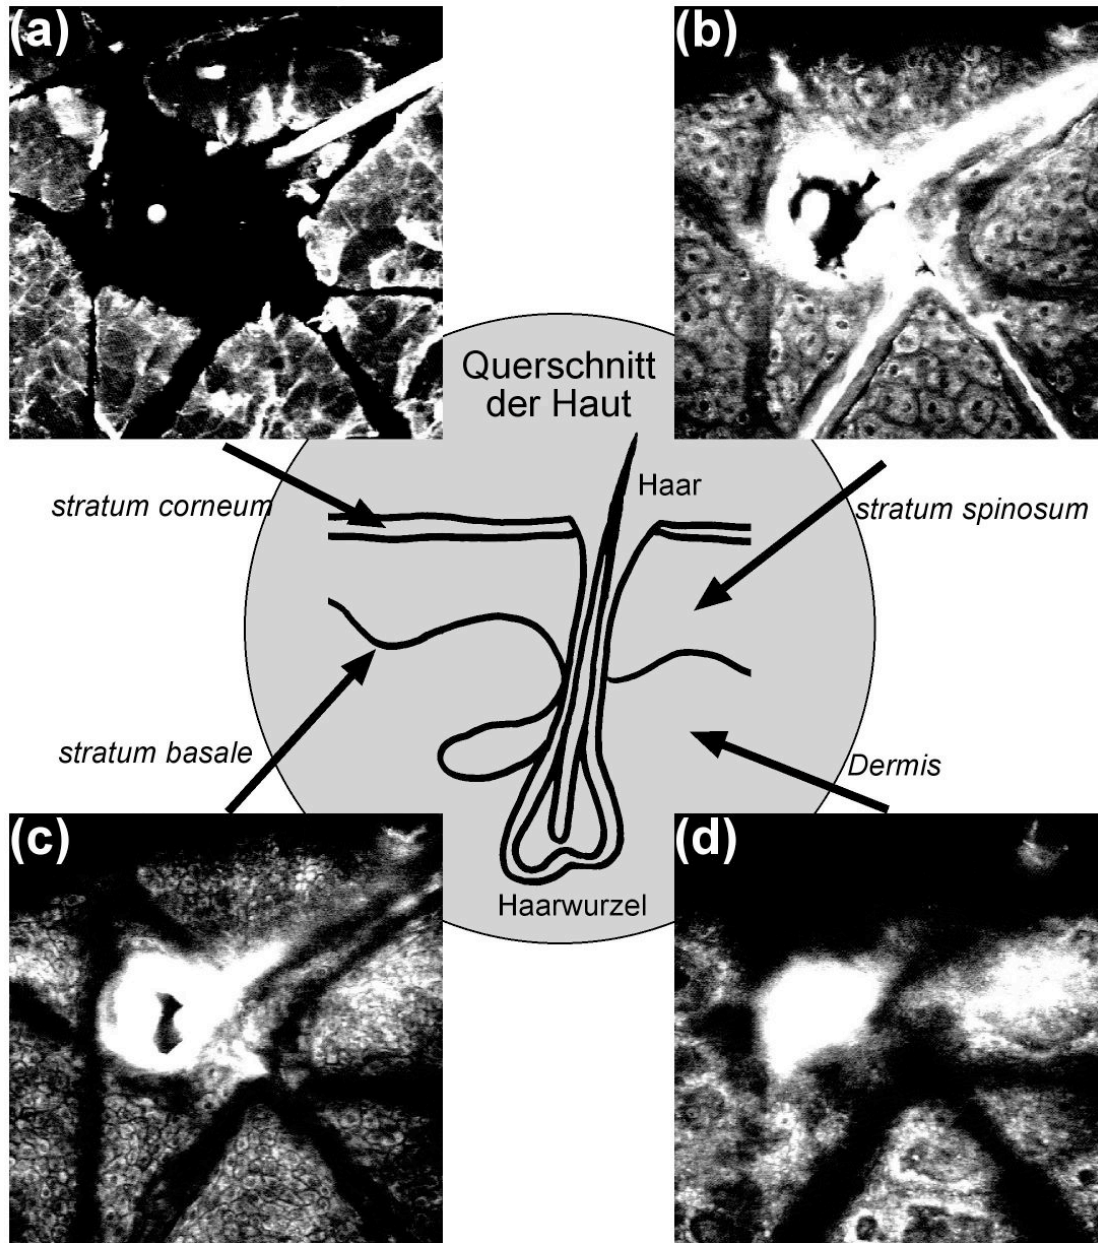 (a)
(b)
Querschnitt
der Haut
Haar
stratum corneum
stratum spinosum
stratum basale
Dermis
(c)
(d)
Haarwurzel